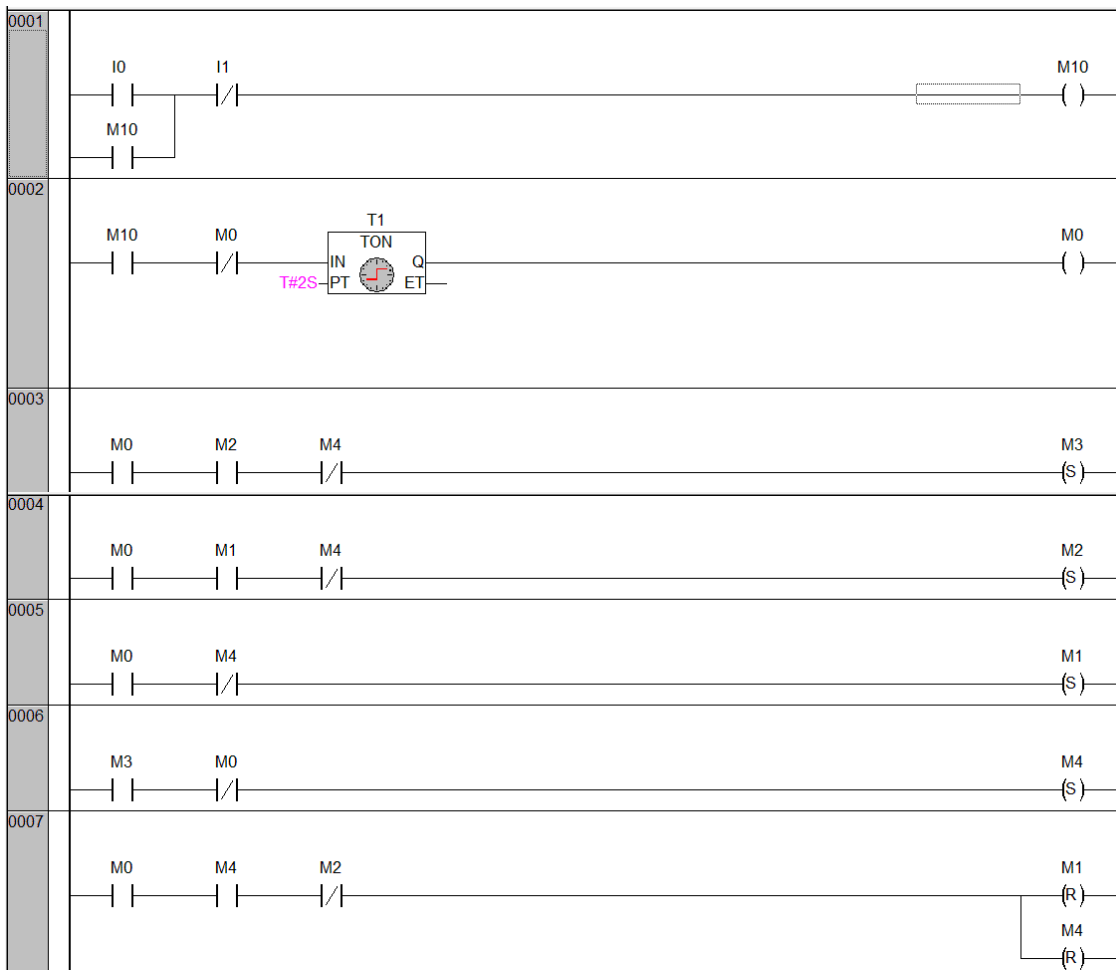 0001
I0 I1 M10
M10
0002
T1
M10 M0 TON M0
IN Q
T#2S PT ET
0003
M0 M2 M4 M3
S
0004
M0 M1 M4 M2
S
0005
M0 M4 M1
S
0006
M3 M0 M4
S
0007
M0 M4 M2 M1
R
M4
R